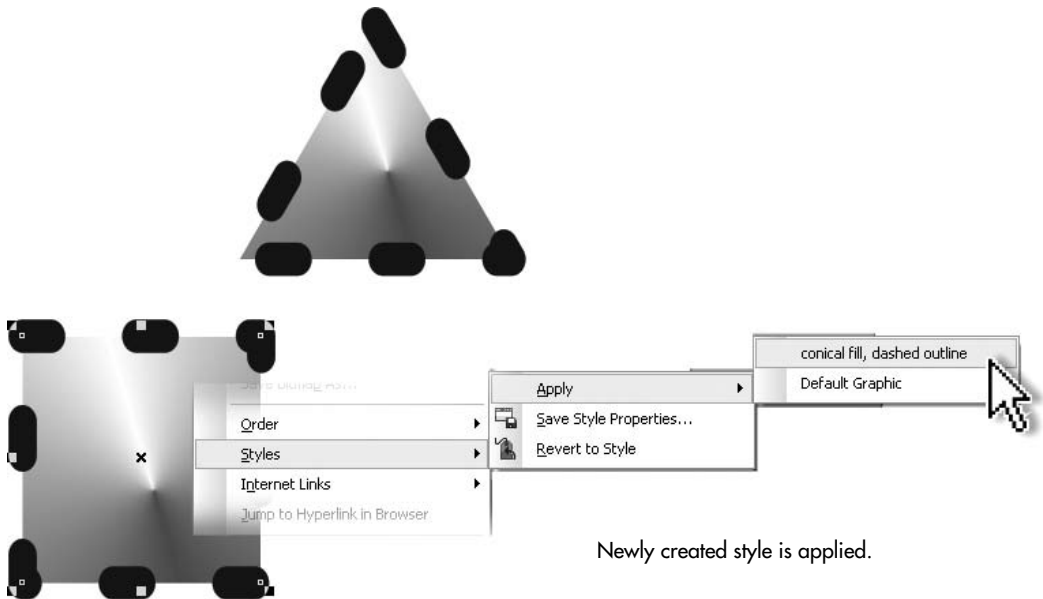 conical fill, dashed outline
Default Graphic
Apply
Save Style Properties...
Revert to Style
Order
Styles
Internet Links
Jump to Hyperlink in Browser
Newly created style is applied.